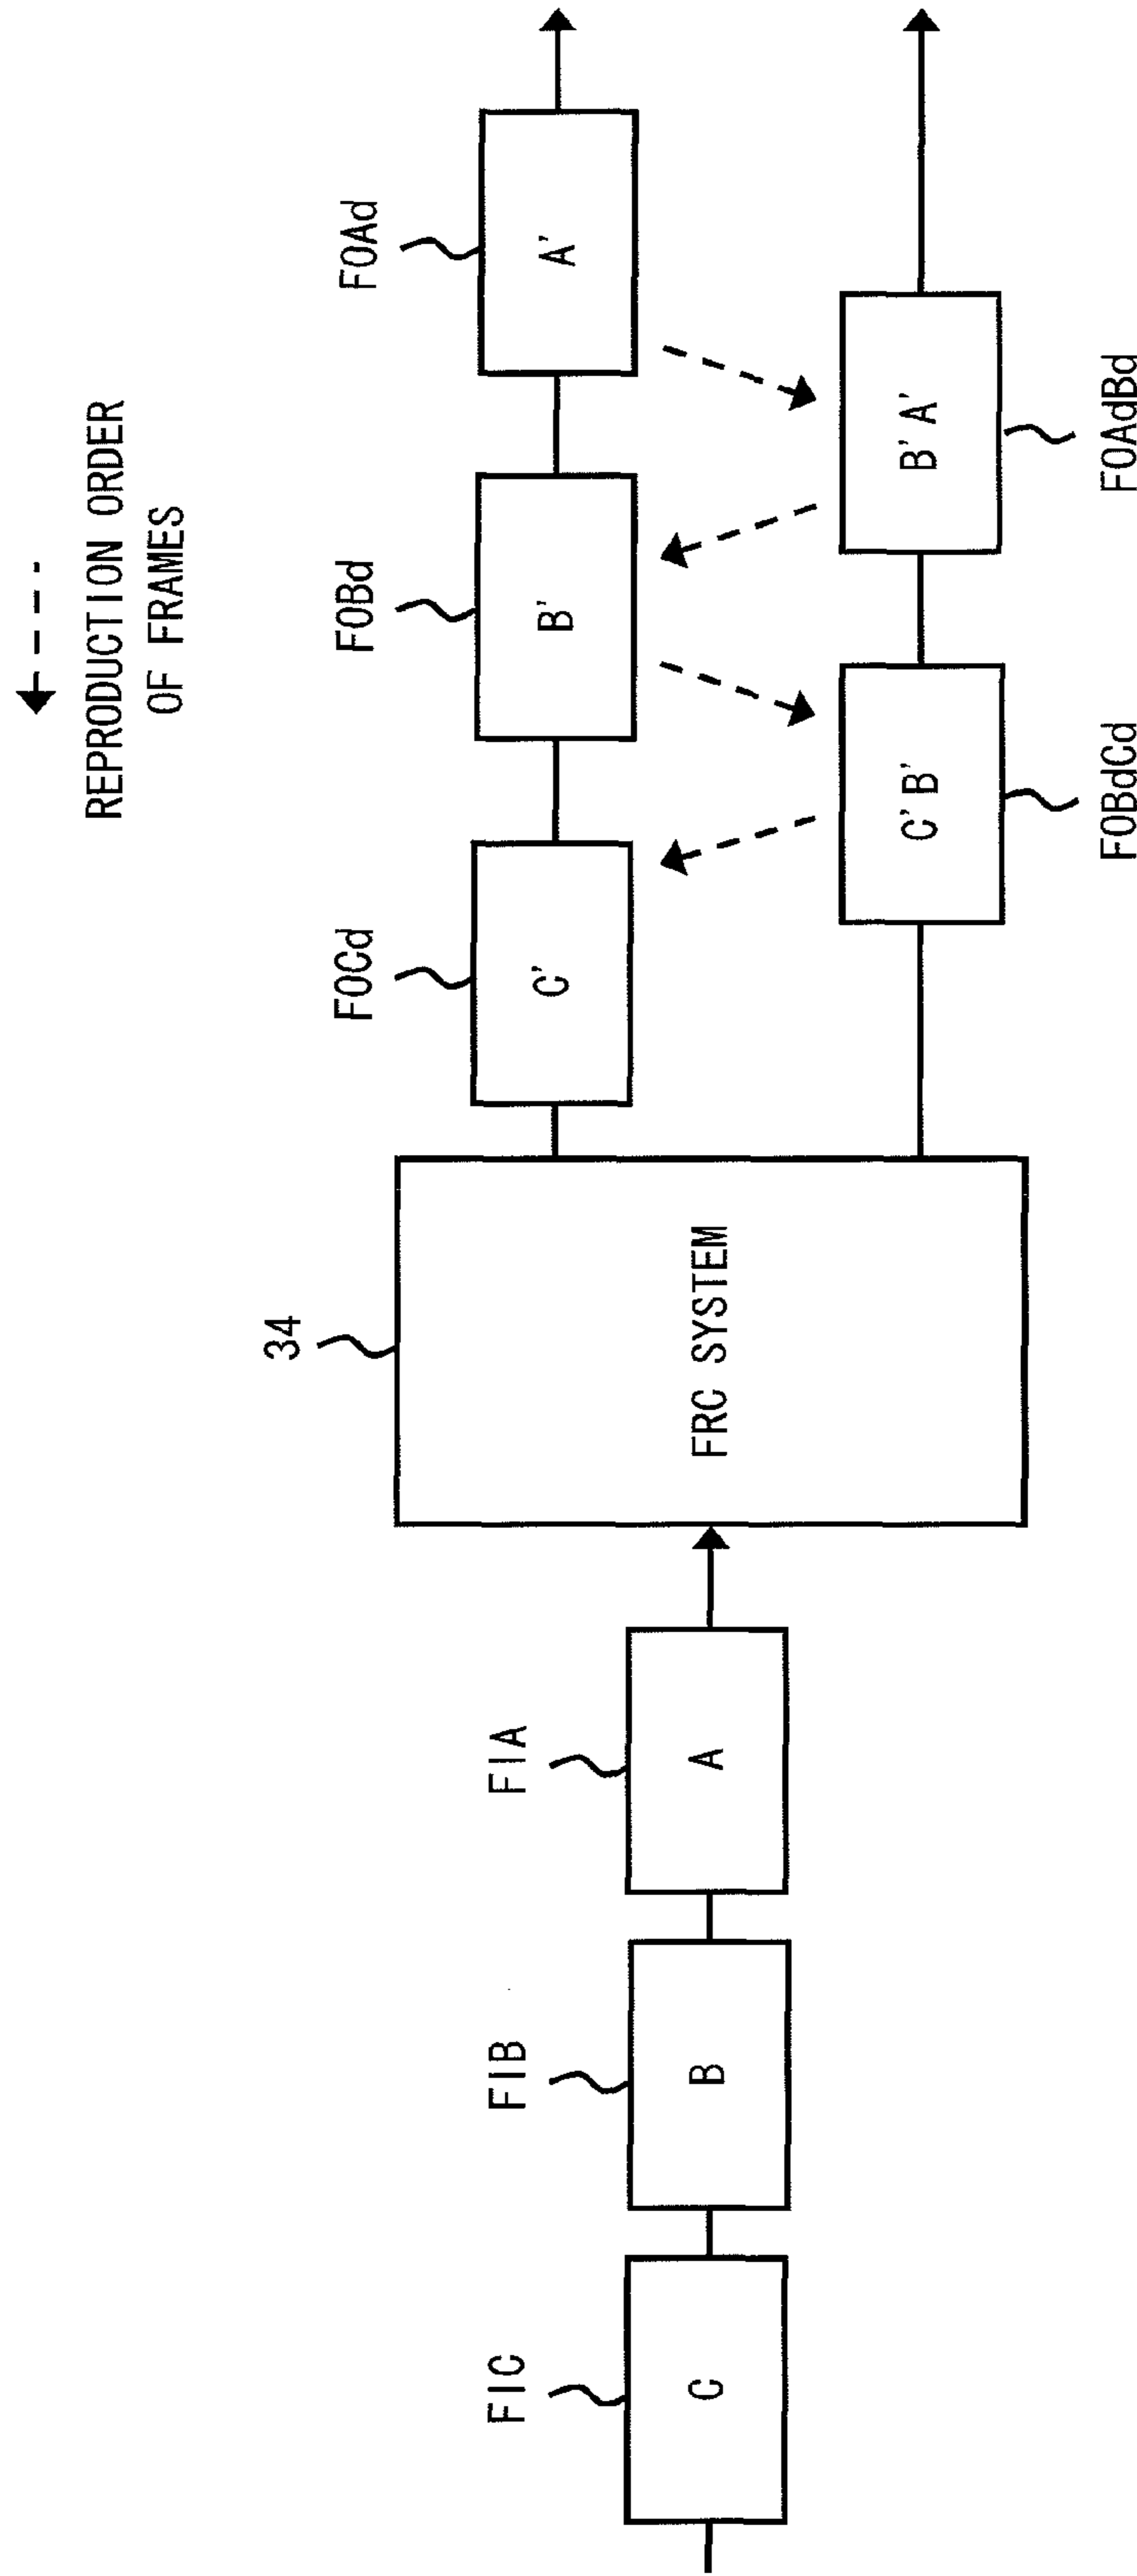 REPRODUCTION ORDER
OF FRAMES
FOCd
FOBd
FOAd
C'
B'
A'
34
FRC SYSTEM
FIC
FIB
FIA
C
B
A
C'B'
B'A'
FOBdCd
FOAdBd